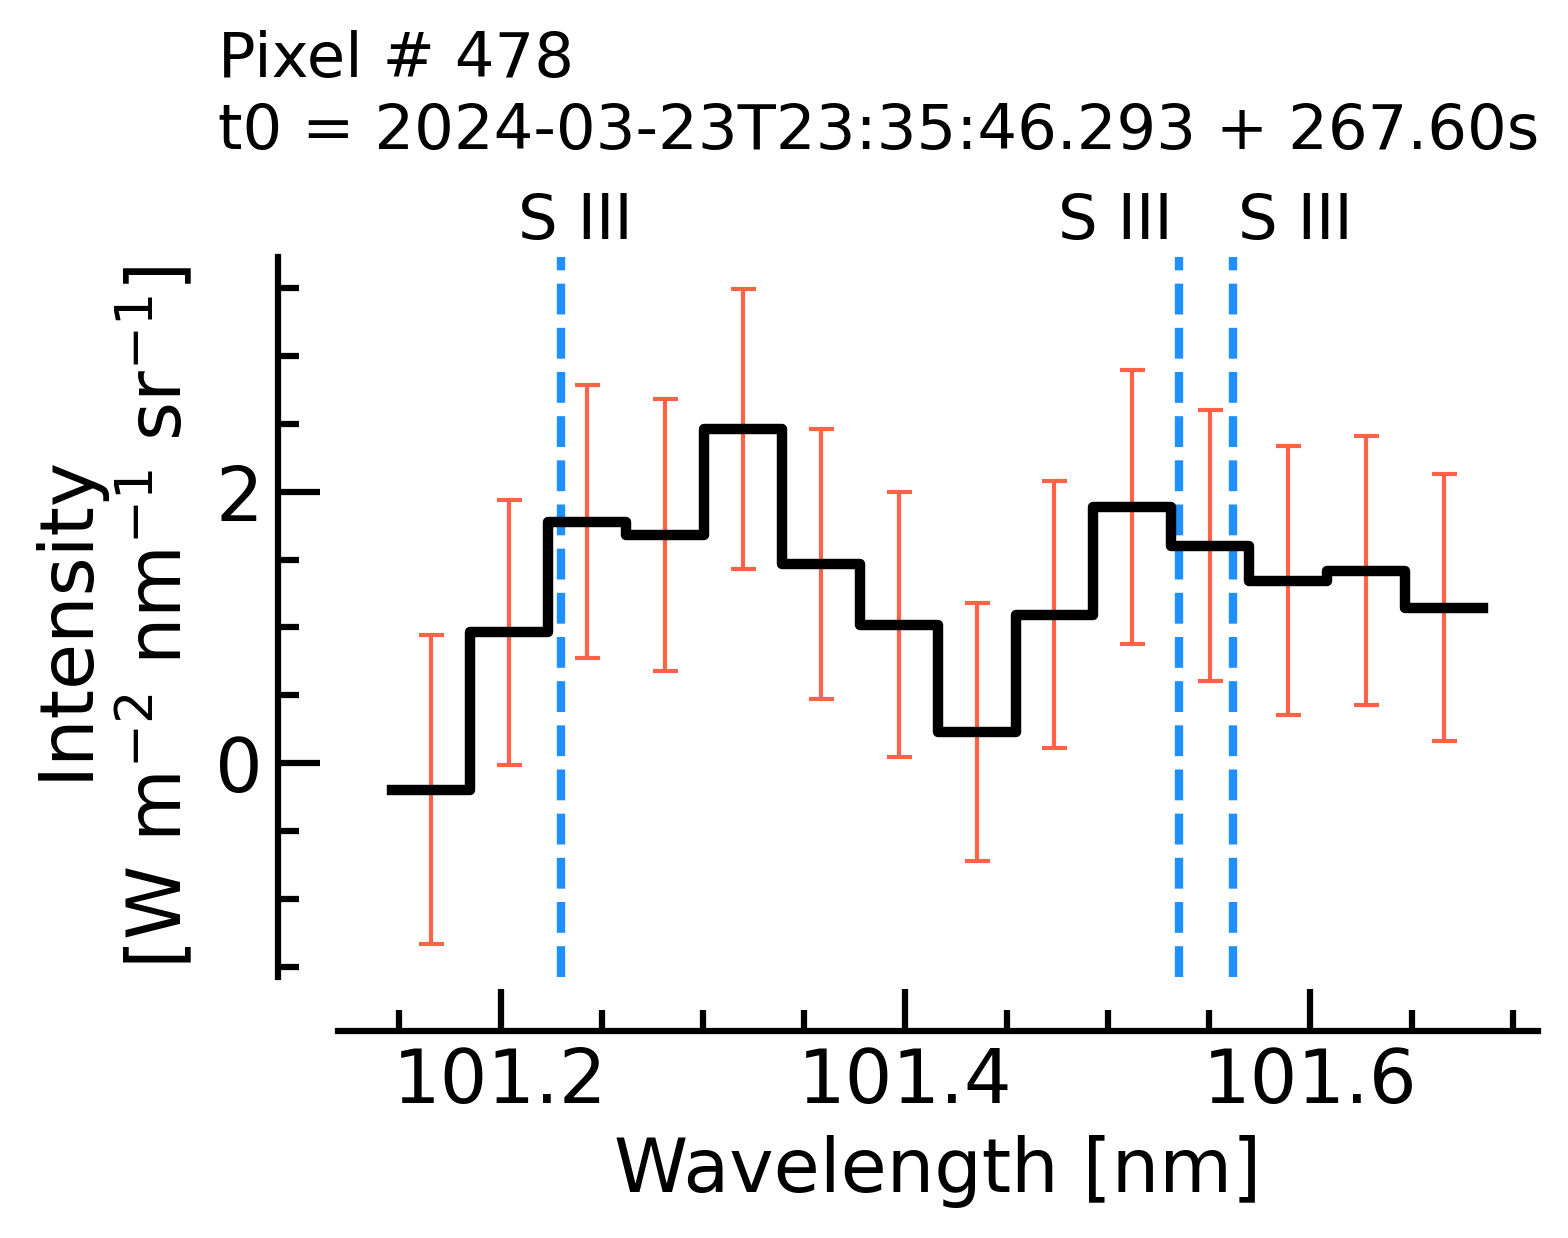 Pixel # 478
t0 = 2024-03-23T23:35:46.293 + 267.60s
S III S III S III
Intensity
[W m⁻² nm⁻¹ sr⁻¹]
2
0
101.2 101.4 101.6
Wavelength [nm]